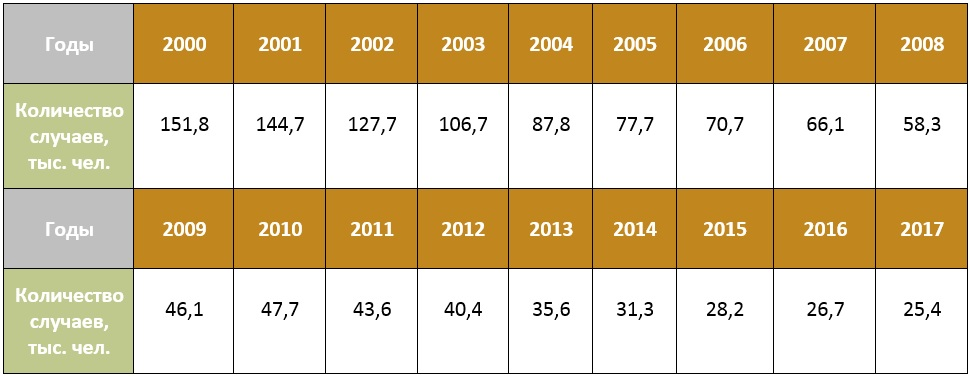 Годы 2000 2001 2002 2003 2004 2005 2006 2007 2008
Количество
случаев, 151,8 144,7 127,7 106,7 87,8 77,7 70,7 66,1 58,3
тыс. чел.
Годы 2009 2010 2011 2012 2013 2014 2015 2016 2017
Количество
случаев, 46,1 47,7 43,6 40,4 35,6 31,3 28,2 26,7 25,4
тыс. чел.